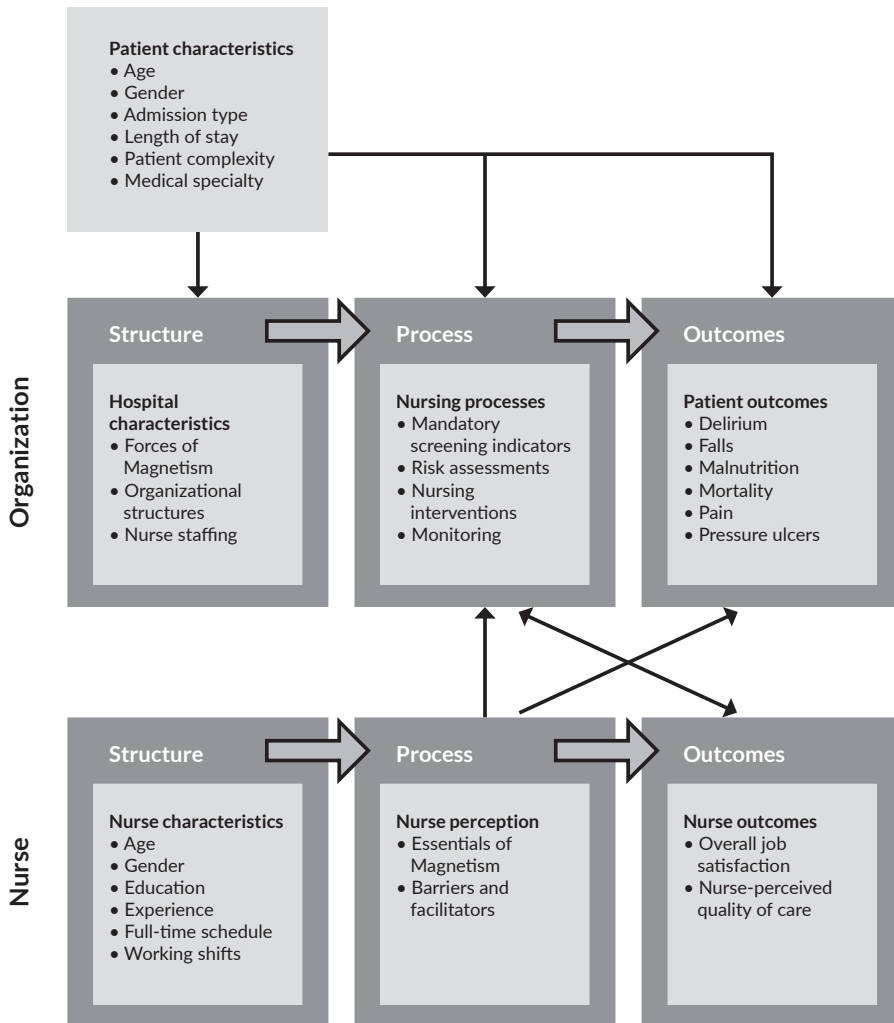 Patient characteristics
• Age
• Gender
• Admission type
• Length of stay
• Patient complexity
• Medical specialty
Organization
Structure
Hospital
characteristics
• Forces of
Magnetism
• Organizational
structures
• Nurse staffing
Process
Nursing processes
• Mandatory
screening indicators
• Risk assessments
• Nursing
interventions
• Monitoring
Outcomes
Patient outcomes
• Delirium
• Falls
• Malnutrition
• Mortality
• Pain
• Pressure ulcers
Nurse
Structure
Nurse characteristics
• Age
• Gender
• Education
• Experience
• Full-time schedule
• Working shifts
Process
Nurse perception
• Essentials of
Magnetism
• Barriers and
facilitators
Outcomes
Nurse outcomes
• Overall job
satisfaction
• Nurse-perceived
quality of care